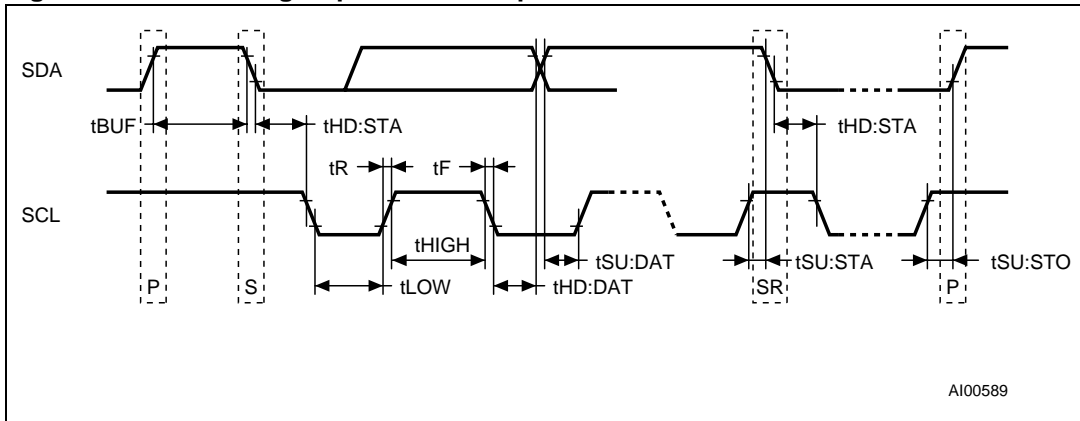 SDA
tBUF
tHD:STA
tHD:STA
tR
tF
SCL
tHIGH
tSU:DAT
tSU:STA
tSU:STO
P
S
tLOW
tHD:DAT
SR
P
AI00589